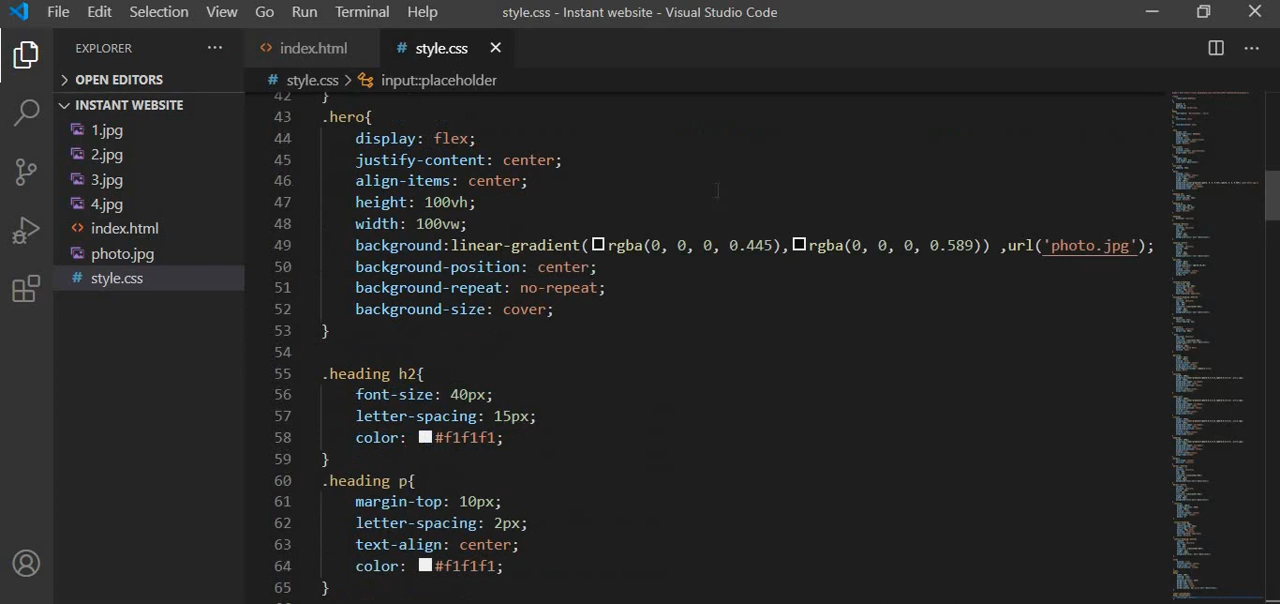 File Edit Selection View Go Run Terminal Help style.css - Instant website - Visual Studio Code
EXPLORER
index.html
style.css
OPEN EDITORS
style.css > input::placeholder
INSTANT WEBSITE
1.jpg
2.jpg
3.jpg
4.jpg
index.html
photo.jpg
style.css
42 }
43 .hero{
44 display: flex;
45 justify-content: center;
46 align-items: center;
47 height: 100vh;
48 width: 100vw;
49 background:linear-gradient(rgba(0, 0, 0, 0.445),rgba(0, 0, 0, 0.589)) ,url('photo.jpg');
50 background-position: center;
51 background-repeat: no-repeat;
52 background-size: cover;
53 }
54
55 .heading h2{
56 font-size: 40px;
57 letter-spacing: 15px;
58 color: #f1f1f1;
59 }
60 .heading p{
61 margin-top: 10px;
62 letter-spacing: 2px;
63 text-align: center;
64 color: #f1f1f1;
65 }